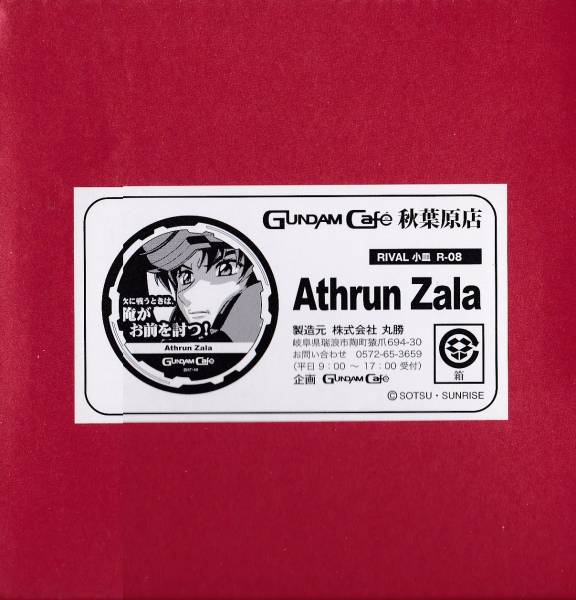 GUNDAM Café 秋葉原店
RIVAL 小皿 R-08
Athrun Zala
製造元 株式会社 丸勝
岐阜県瑞浪市陶町猿爪694-30
お問い合わせ 0572-65-3659
(平日 9:00 ～ 17:00 受付)
企画 GUNDAM Café
箱
©SOTSU・SUNRISE
次に戦うときは、
俺が
お前を討つ!
Athrun Zala
GUNDAM Café